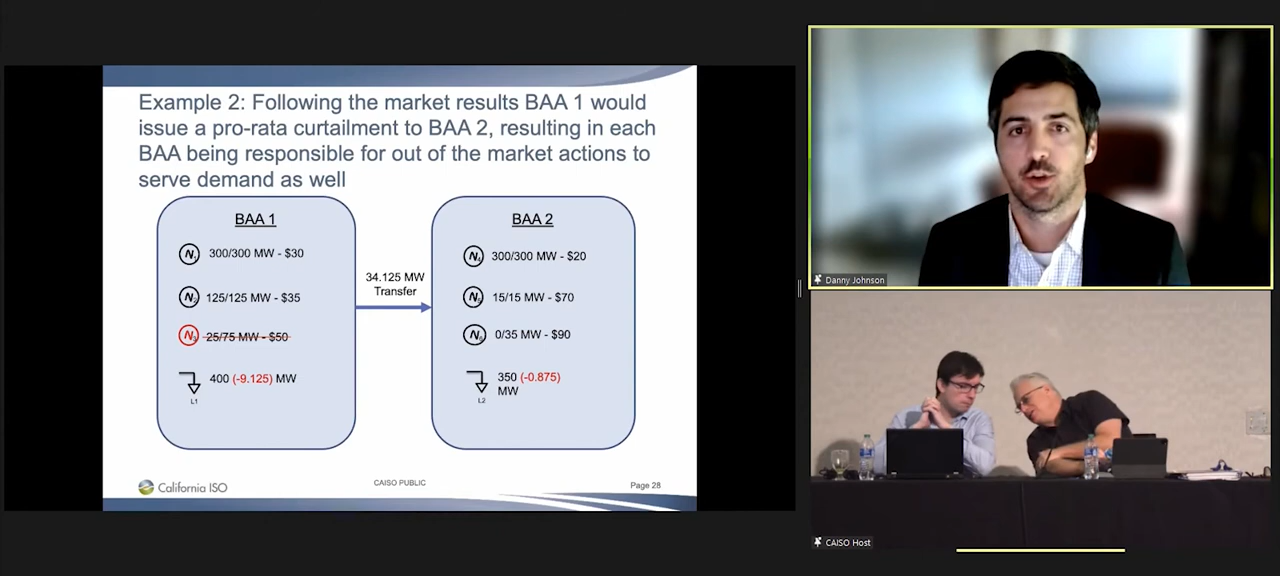 Example 2: Following the market results BAA 1 would
issue a pro-rata curtailment to BAA 2, resulting in each
BAA being responsible for out of the market actions to
serve demand as well
BAA 1
300/300 MW - $30
125/125 MW - $35
25/75 MW - $50
400 (-9.125) MW
L1
34.125 MW
Transfer
BAA 2
300/300 MW - $20
15/15 MW - $70
0/35 MW - $90
350 (-0.875)
MW
L2
California ISO
CAISO PUBLIC
Page 28
Danny Johnson
CAISO Host